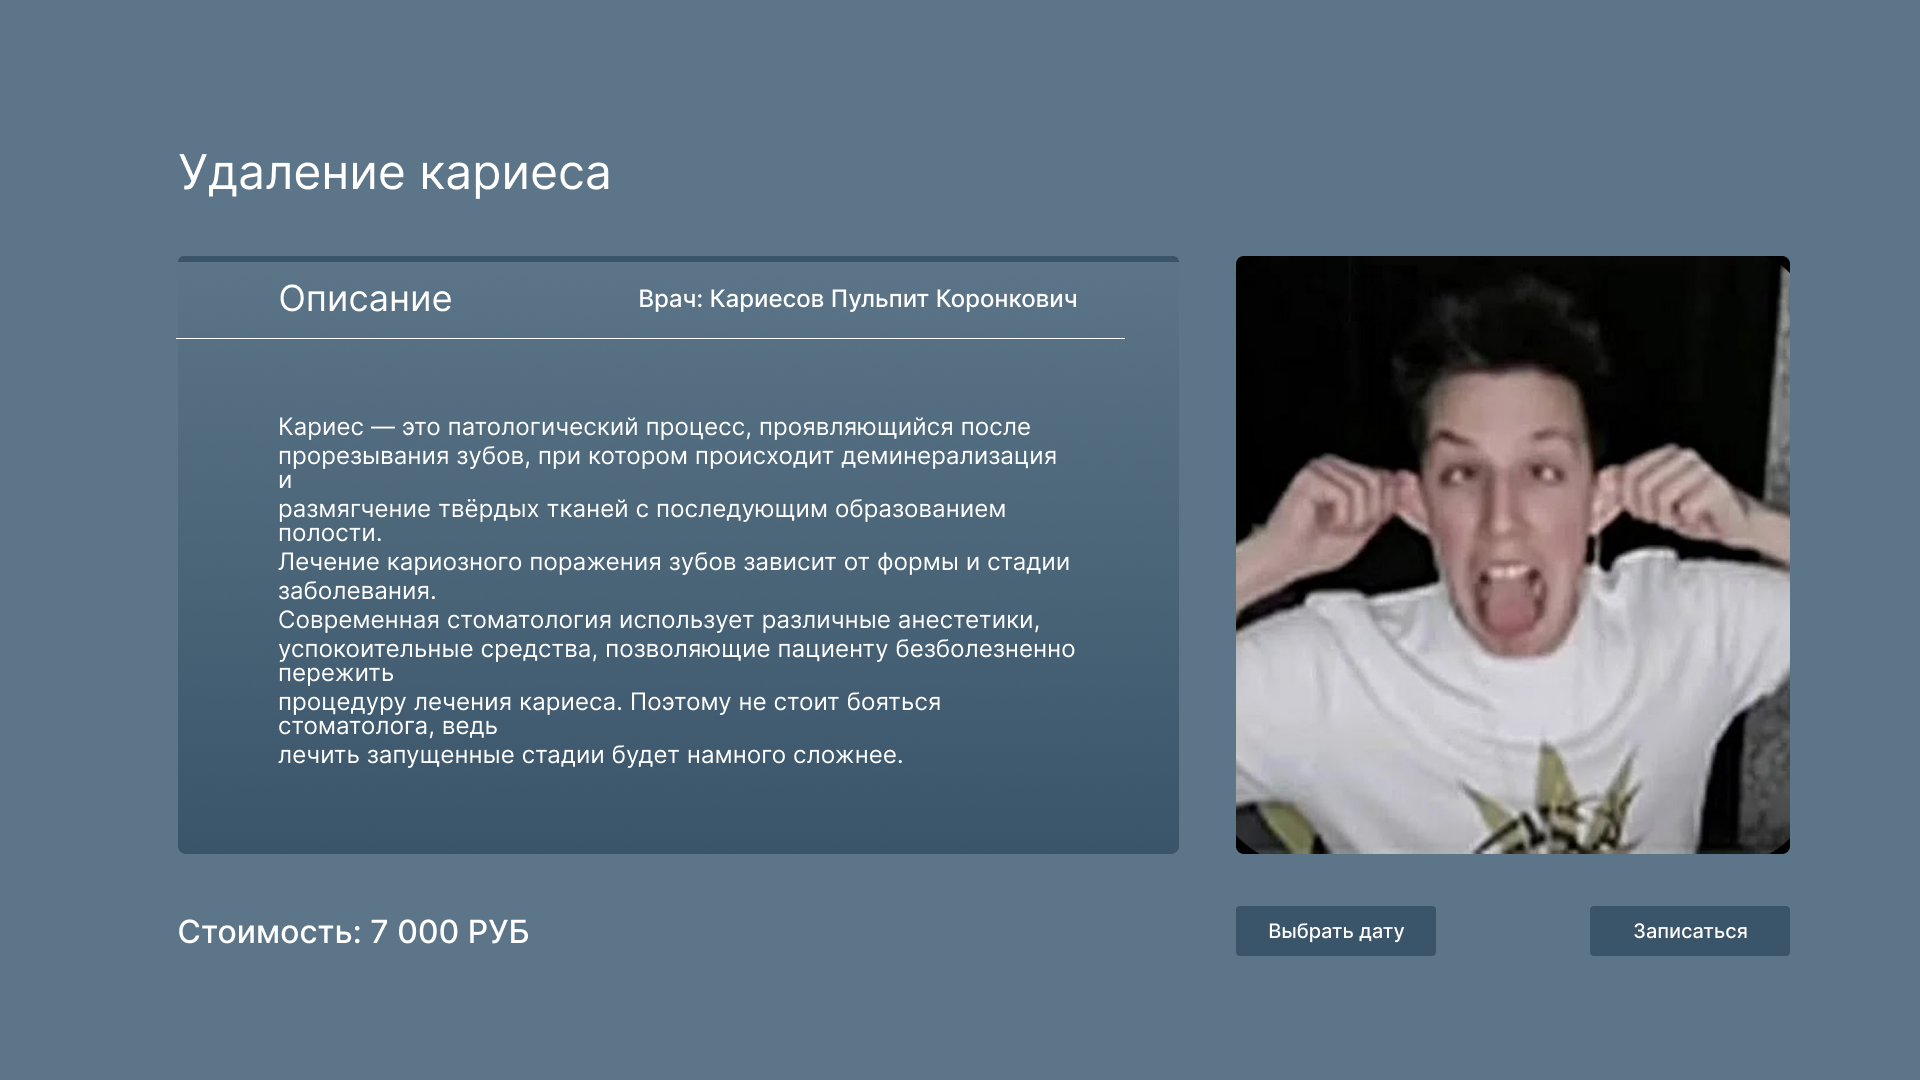 Удаление кариеса
Описание
Врач: Кариесов Пульпит Коронкович
Кариес — это патологический процесс, проявляющийся после
прорезывания зубов, при котором происходит деминерализация
и
размягчение твёрдых тканей с последующим образованием
полости.
Лечение кариозного поражения зубов зависит от формы и стадии
заболевания.
Современная стоматология использует различные анестетики,
успокоительные средства, позволяющие пациенту безболезненно
пережить
процедуру лечения кариеса. Поэтому не стоит бояться
стоматолога, ведь
лечить запущенные стадии будет намного сложнее.
Стоимость: 7 000 РУБ
Выбрать дату
Записаться